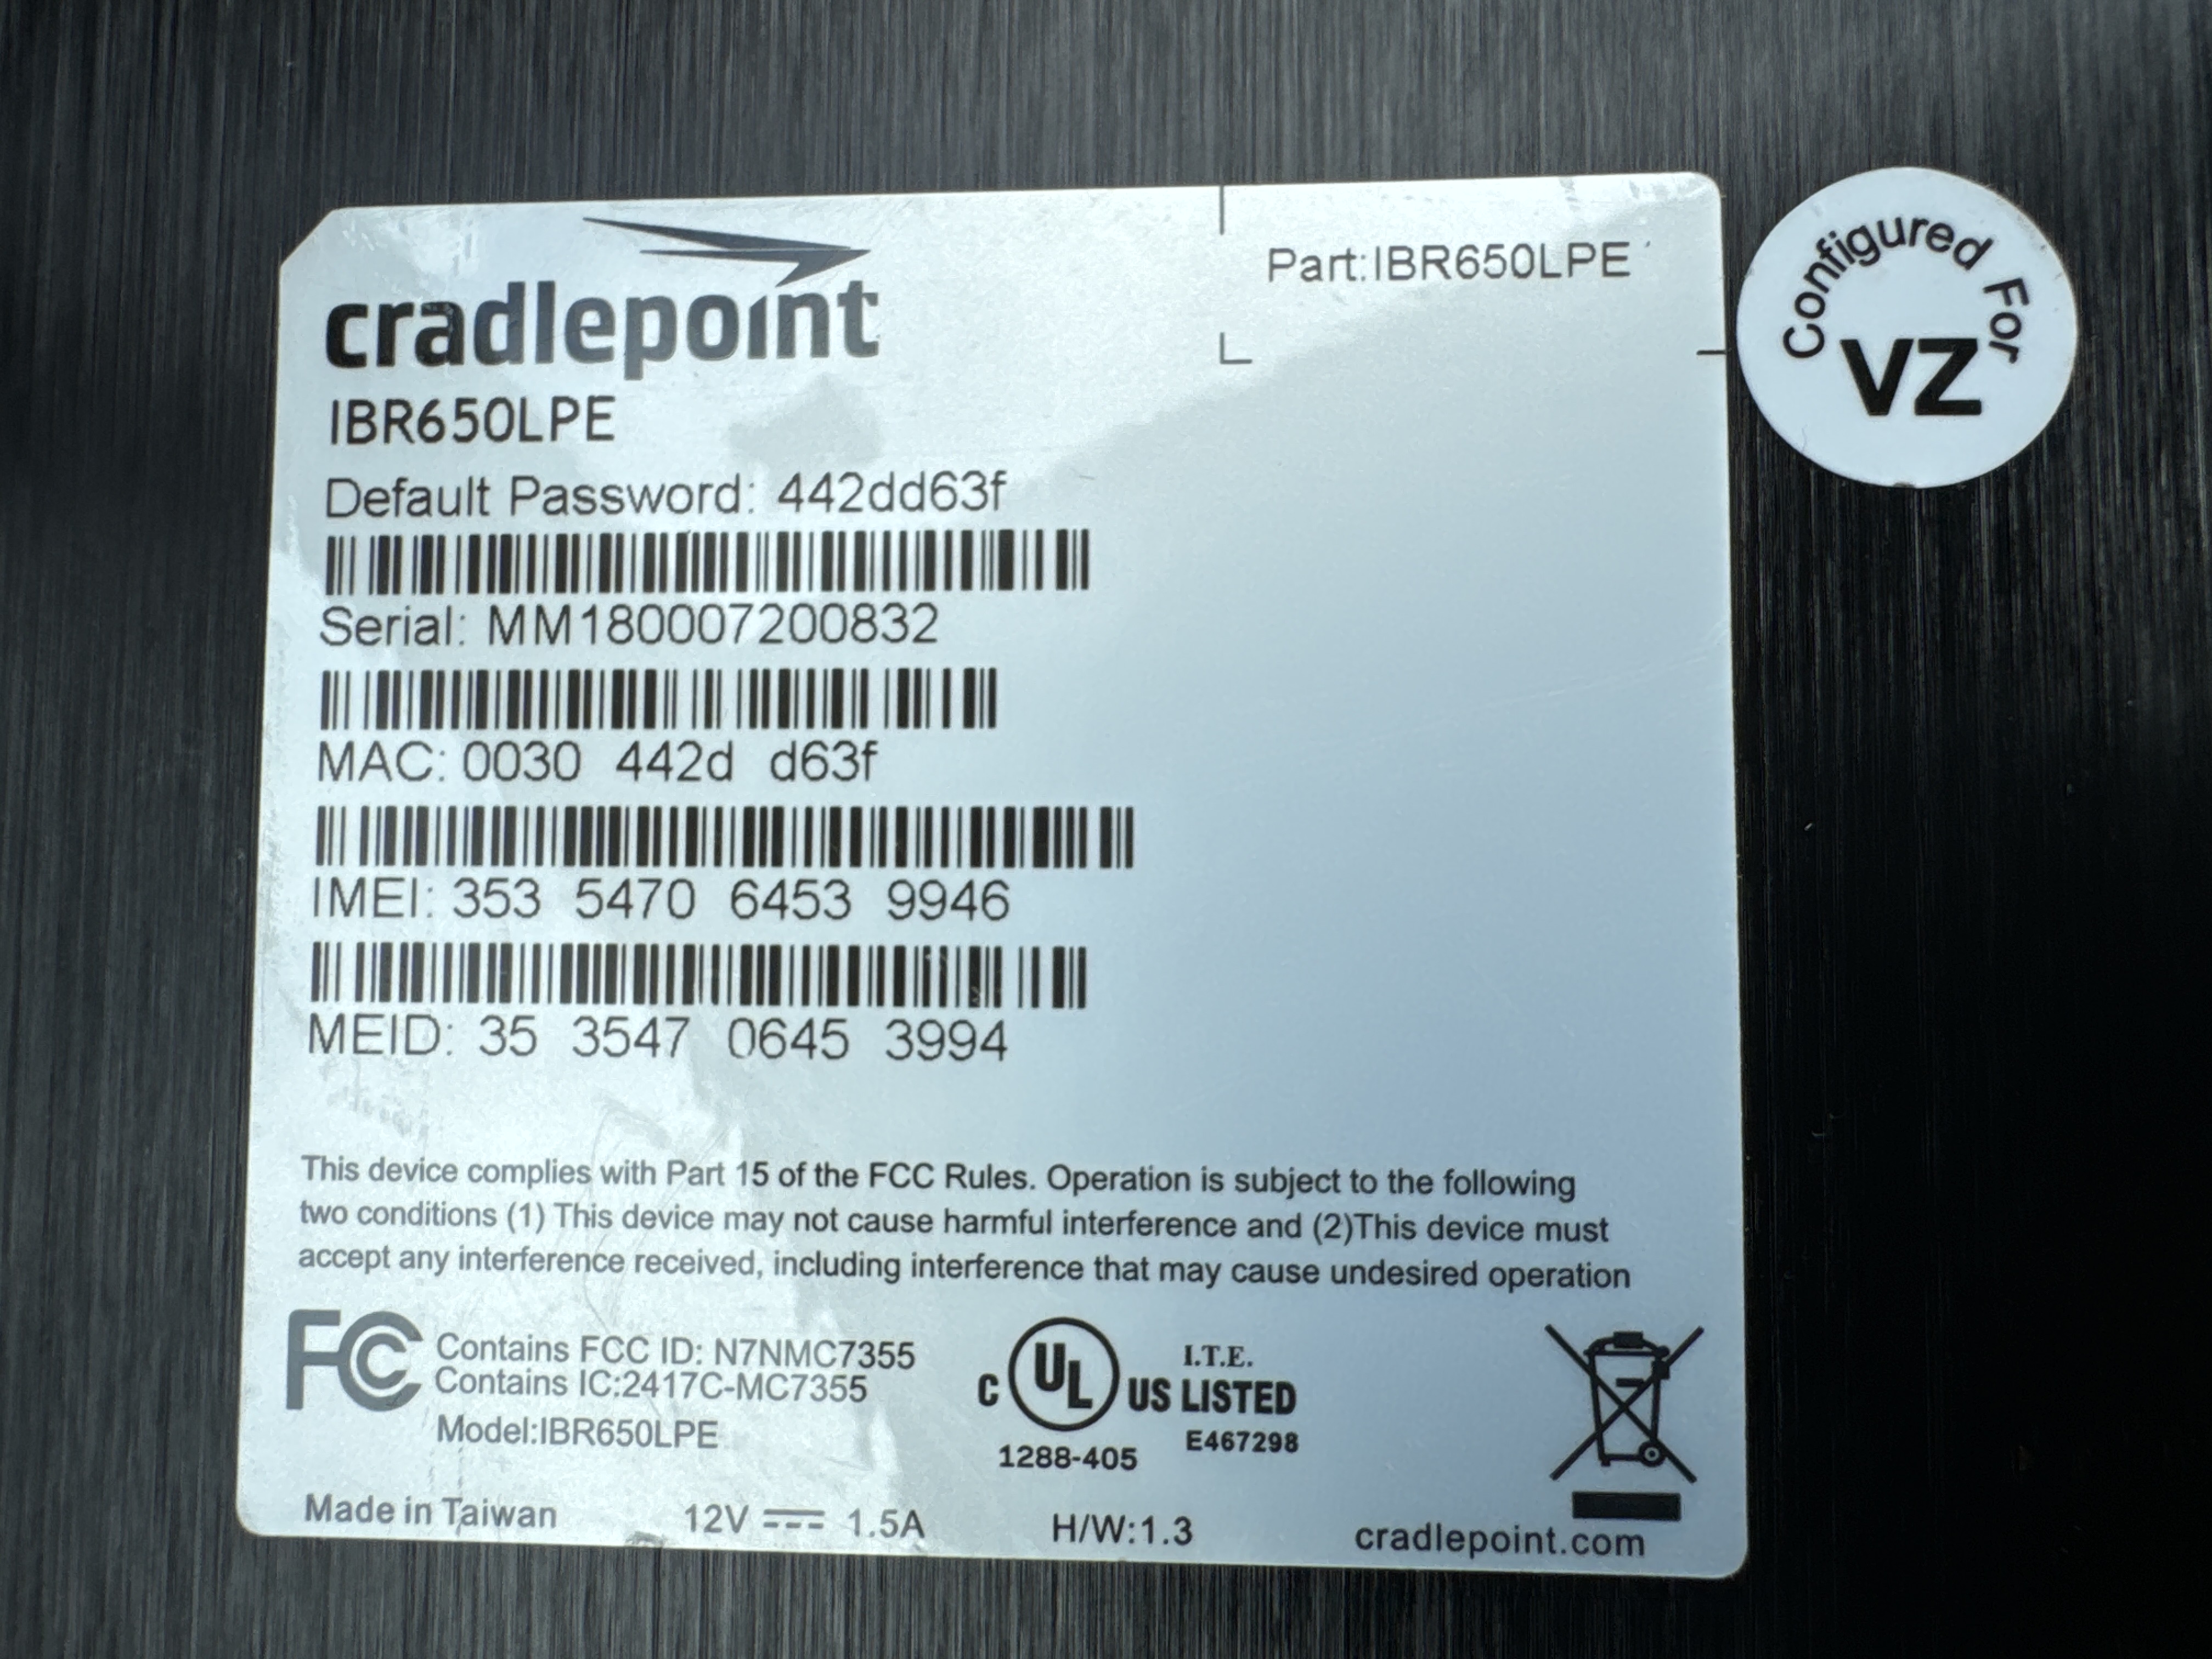 cradlepoint
Part:IBR650LPE
IBR650LPE
Default Password: 442dd63f
Serial: MM180007200832
MAC: 0030 442d d63f
IMEI: 353 5470 6453 9946
MEID: 35 3547 0645 3994
This device complies with Part 15 of the FCC Rules. Operation is subject to the following
two conditions (1) This device may not cause harmful interference and (2)This device must
accept any interference received, including interference that may cause undesired operation
FC
Contains FCC ID: N7NMC7355
Contains IC:2417C-MC7355
Model:IBR650LPE
I.T.E.
C UL US LISTED
E467298
1288-405
Made in Taiwan 12V 1.5A H/W:1.3 cradlepoint.com
Configured For
VZ